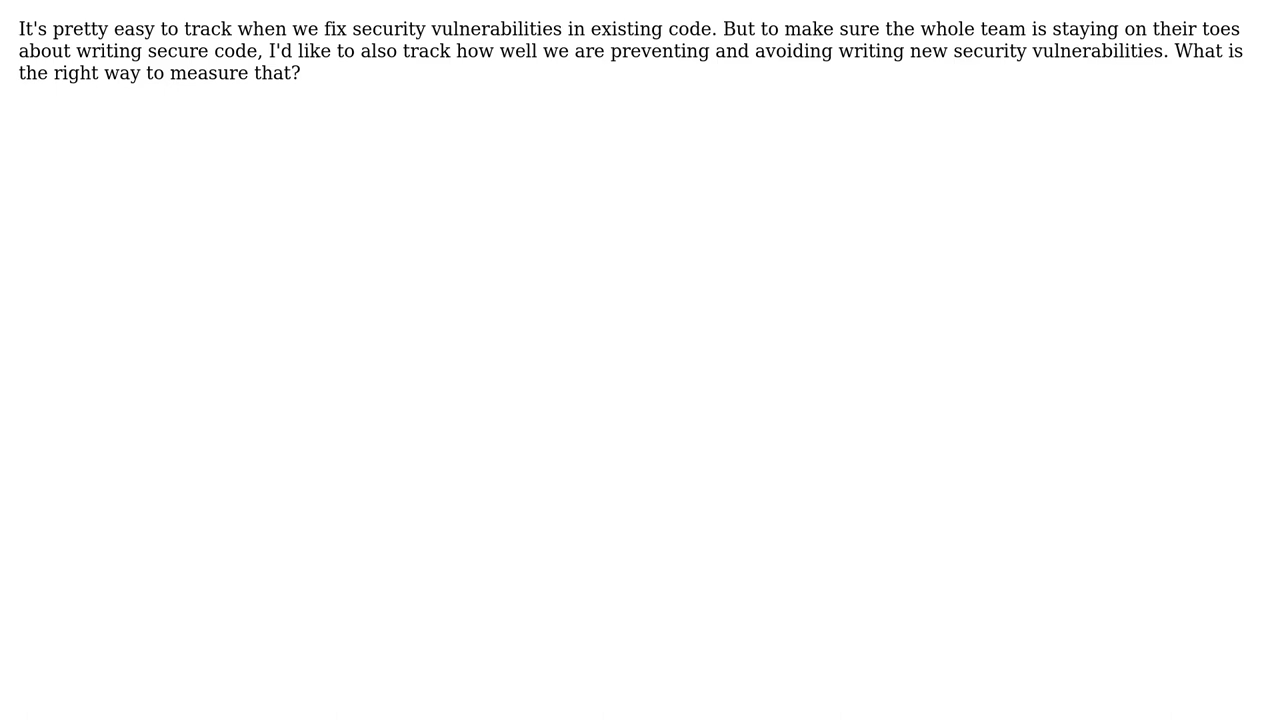 It's pretty easy to track when we fix security vulnerabilities in existing code. But to make sure the whole team is staying on their toes
about writing secure code, I'd like to also track how well we are preventing and avoiding writing new security vulnerabilities. What is
the right way to measure that?